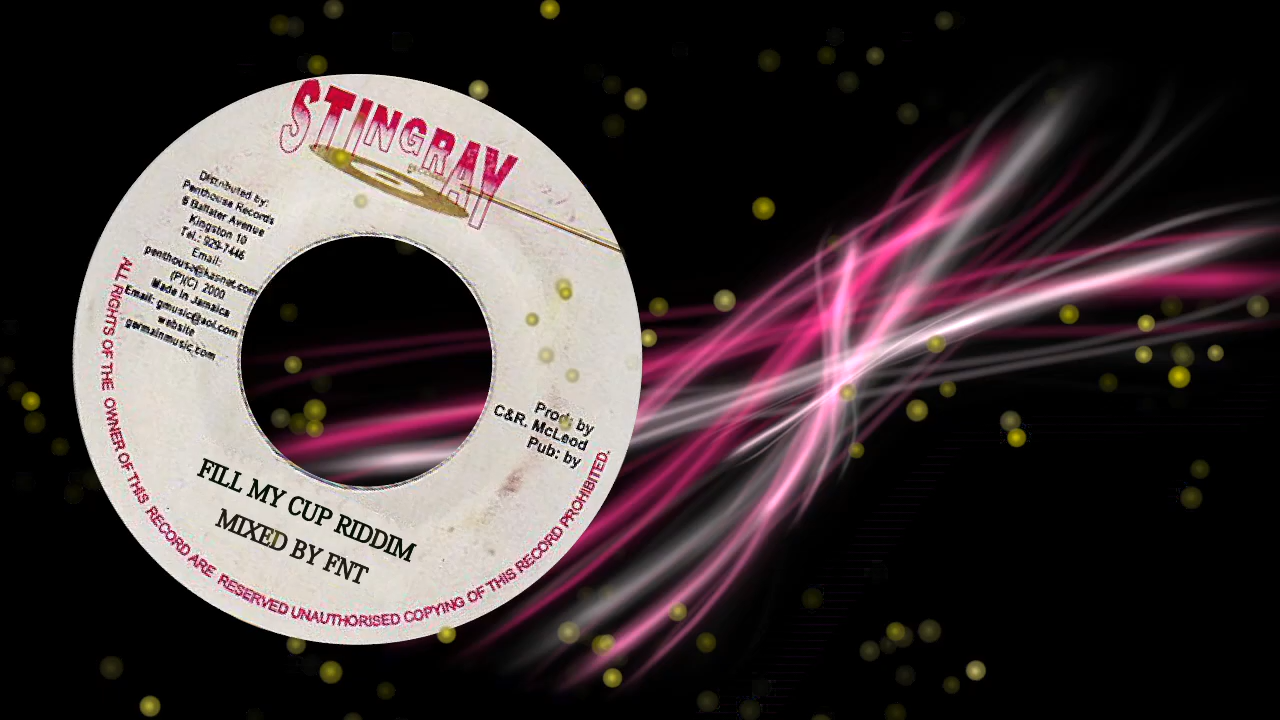 STINGRAY
RECORDS
Distributed by:
Penthouse Records
6 Ballater Avenue
Kingston 10
Tel.: 929-7446
Email:
penthouse@kasnet.com
(P)(C) 2000
Made In Jamaica
Email: gmusic@aol.com
website
germainmusic.com
Prod: by
C&R. McLeod
Pub: by
FILL MY CUP RIDDIM
MIXED BY FNT
ALL RIGHTS OF THE OWNER OF THIS RECORD ARE RESERVED UNAUTHORISED COPYING OF THIS RECORD PROHIBITED.